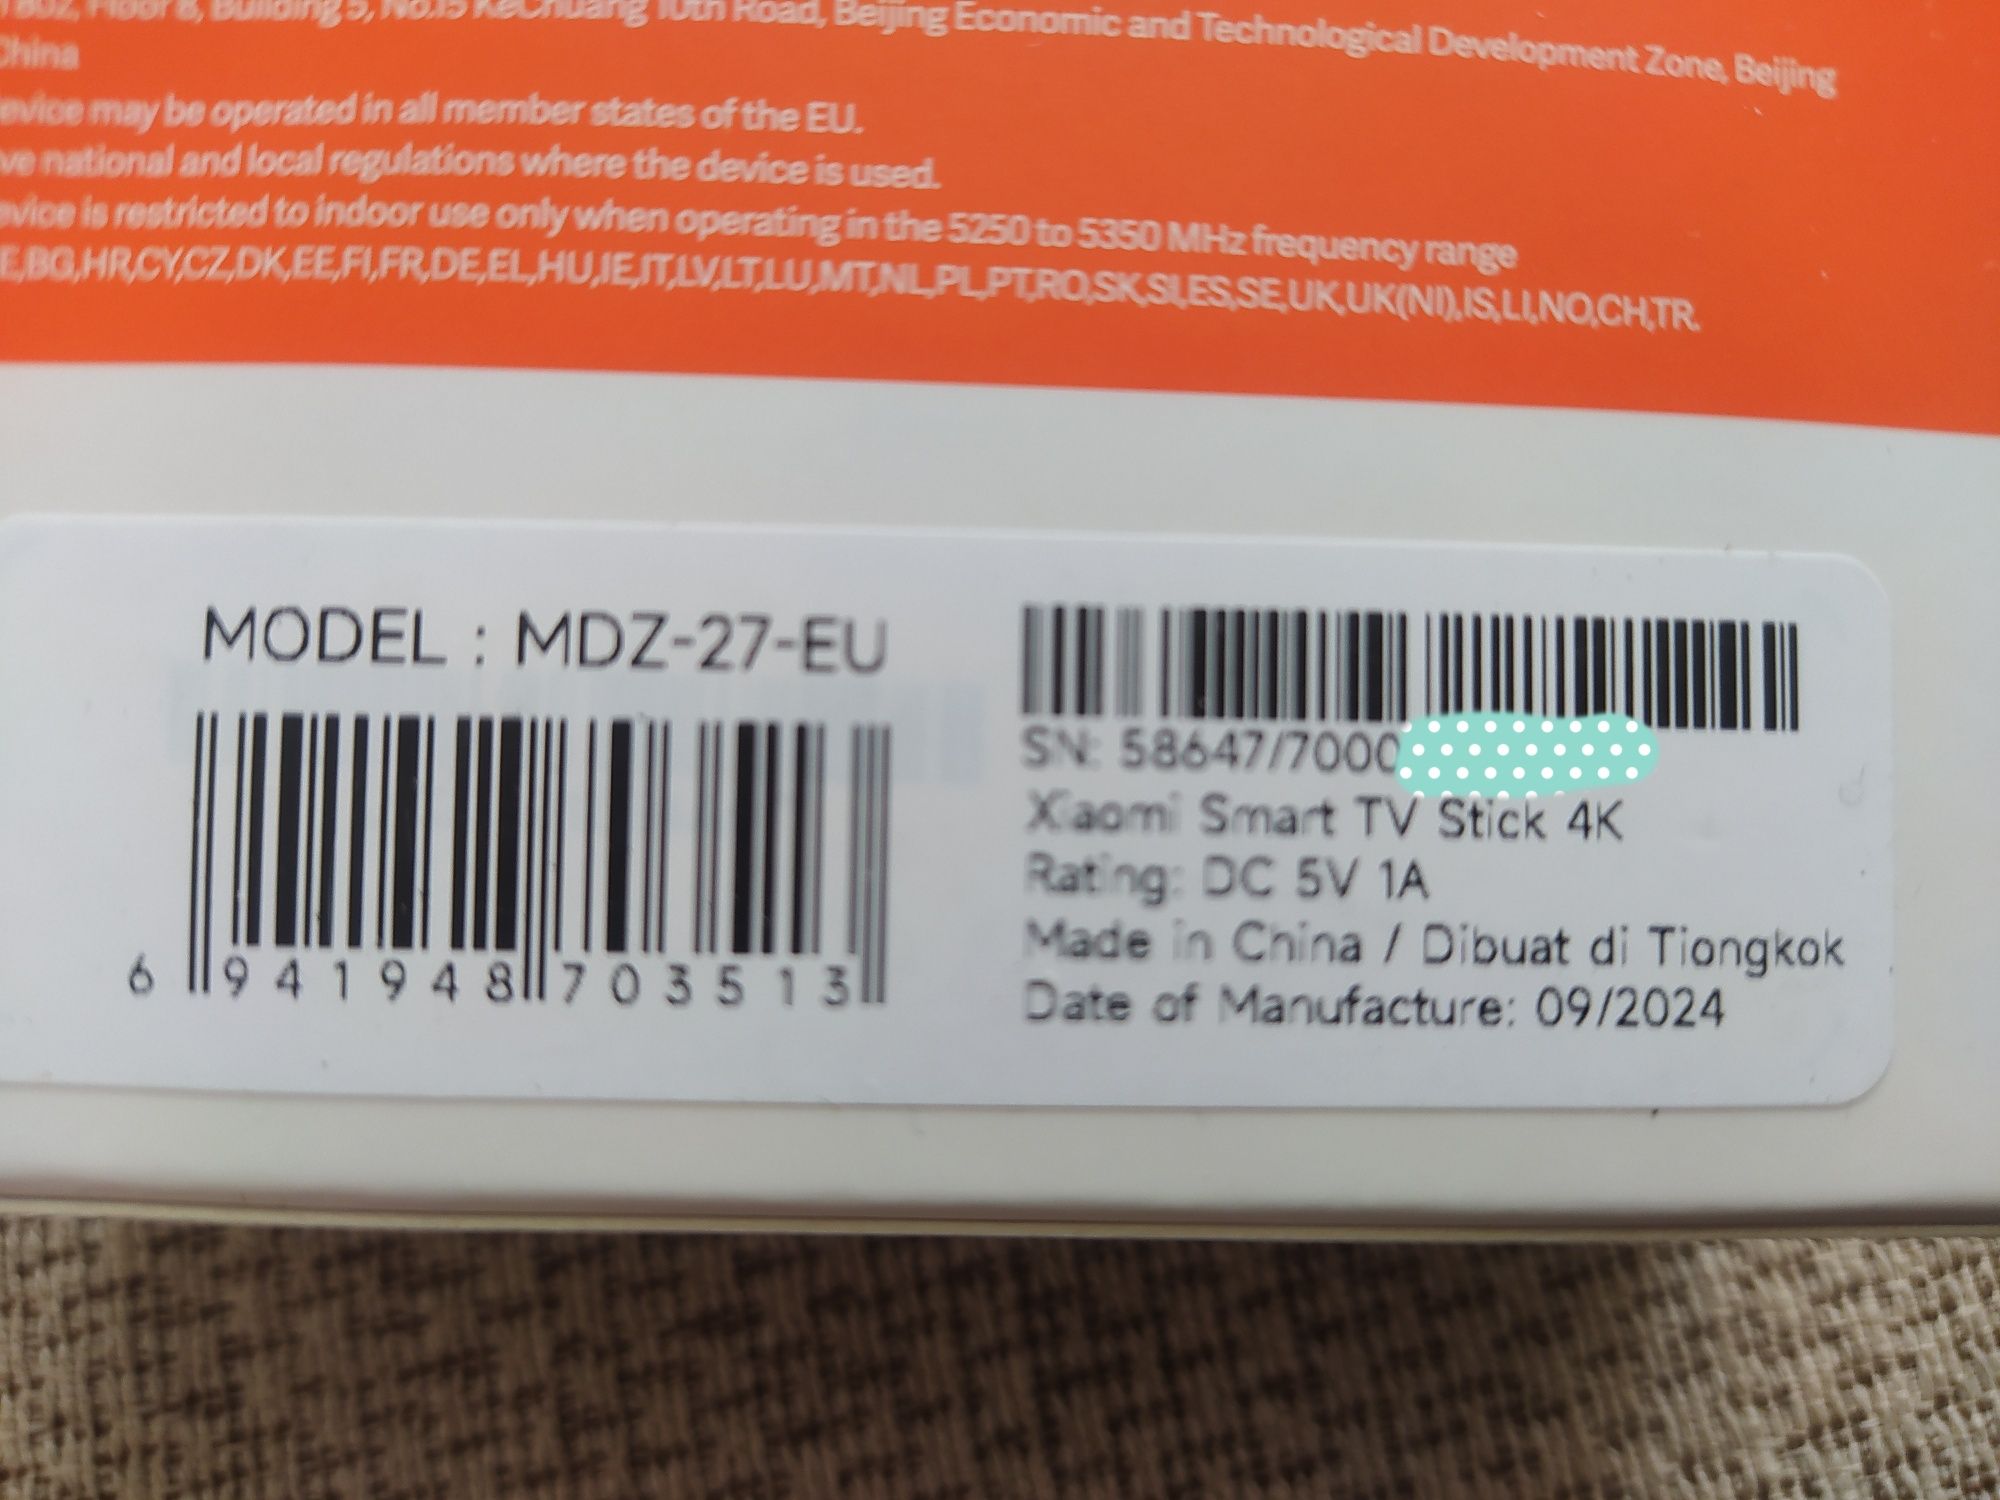 Floor 8, Building 5, No.15 KeChuang 10th Road, Beijing Economic and Technological Development Zone, Beijing
China
evice may be operated in all member states of the EU.
ve national and local regulations where the device is used.
evice is restricted to indoor use only when operating in the 5250 to 5350 MHz frequency range
E,BG,HR,CY,CZ,DK,EE,FI,FR,DE,EL,HU,IE,IT,LV,LT,LU,MT,NL,PL,PT,RO,SK,SI,ES,SE,UK,UK(NI),IS,LI,NO,CH,TR.
MODEL : MDZ-27-EU
6 941948 703513
SN: 58647/7000
Xiaomi Smart TV Stick 4K
Rating: DC 5V 1A
Made in China / Dibuat di Tiongkok
Date of Manufacture: 09/2024